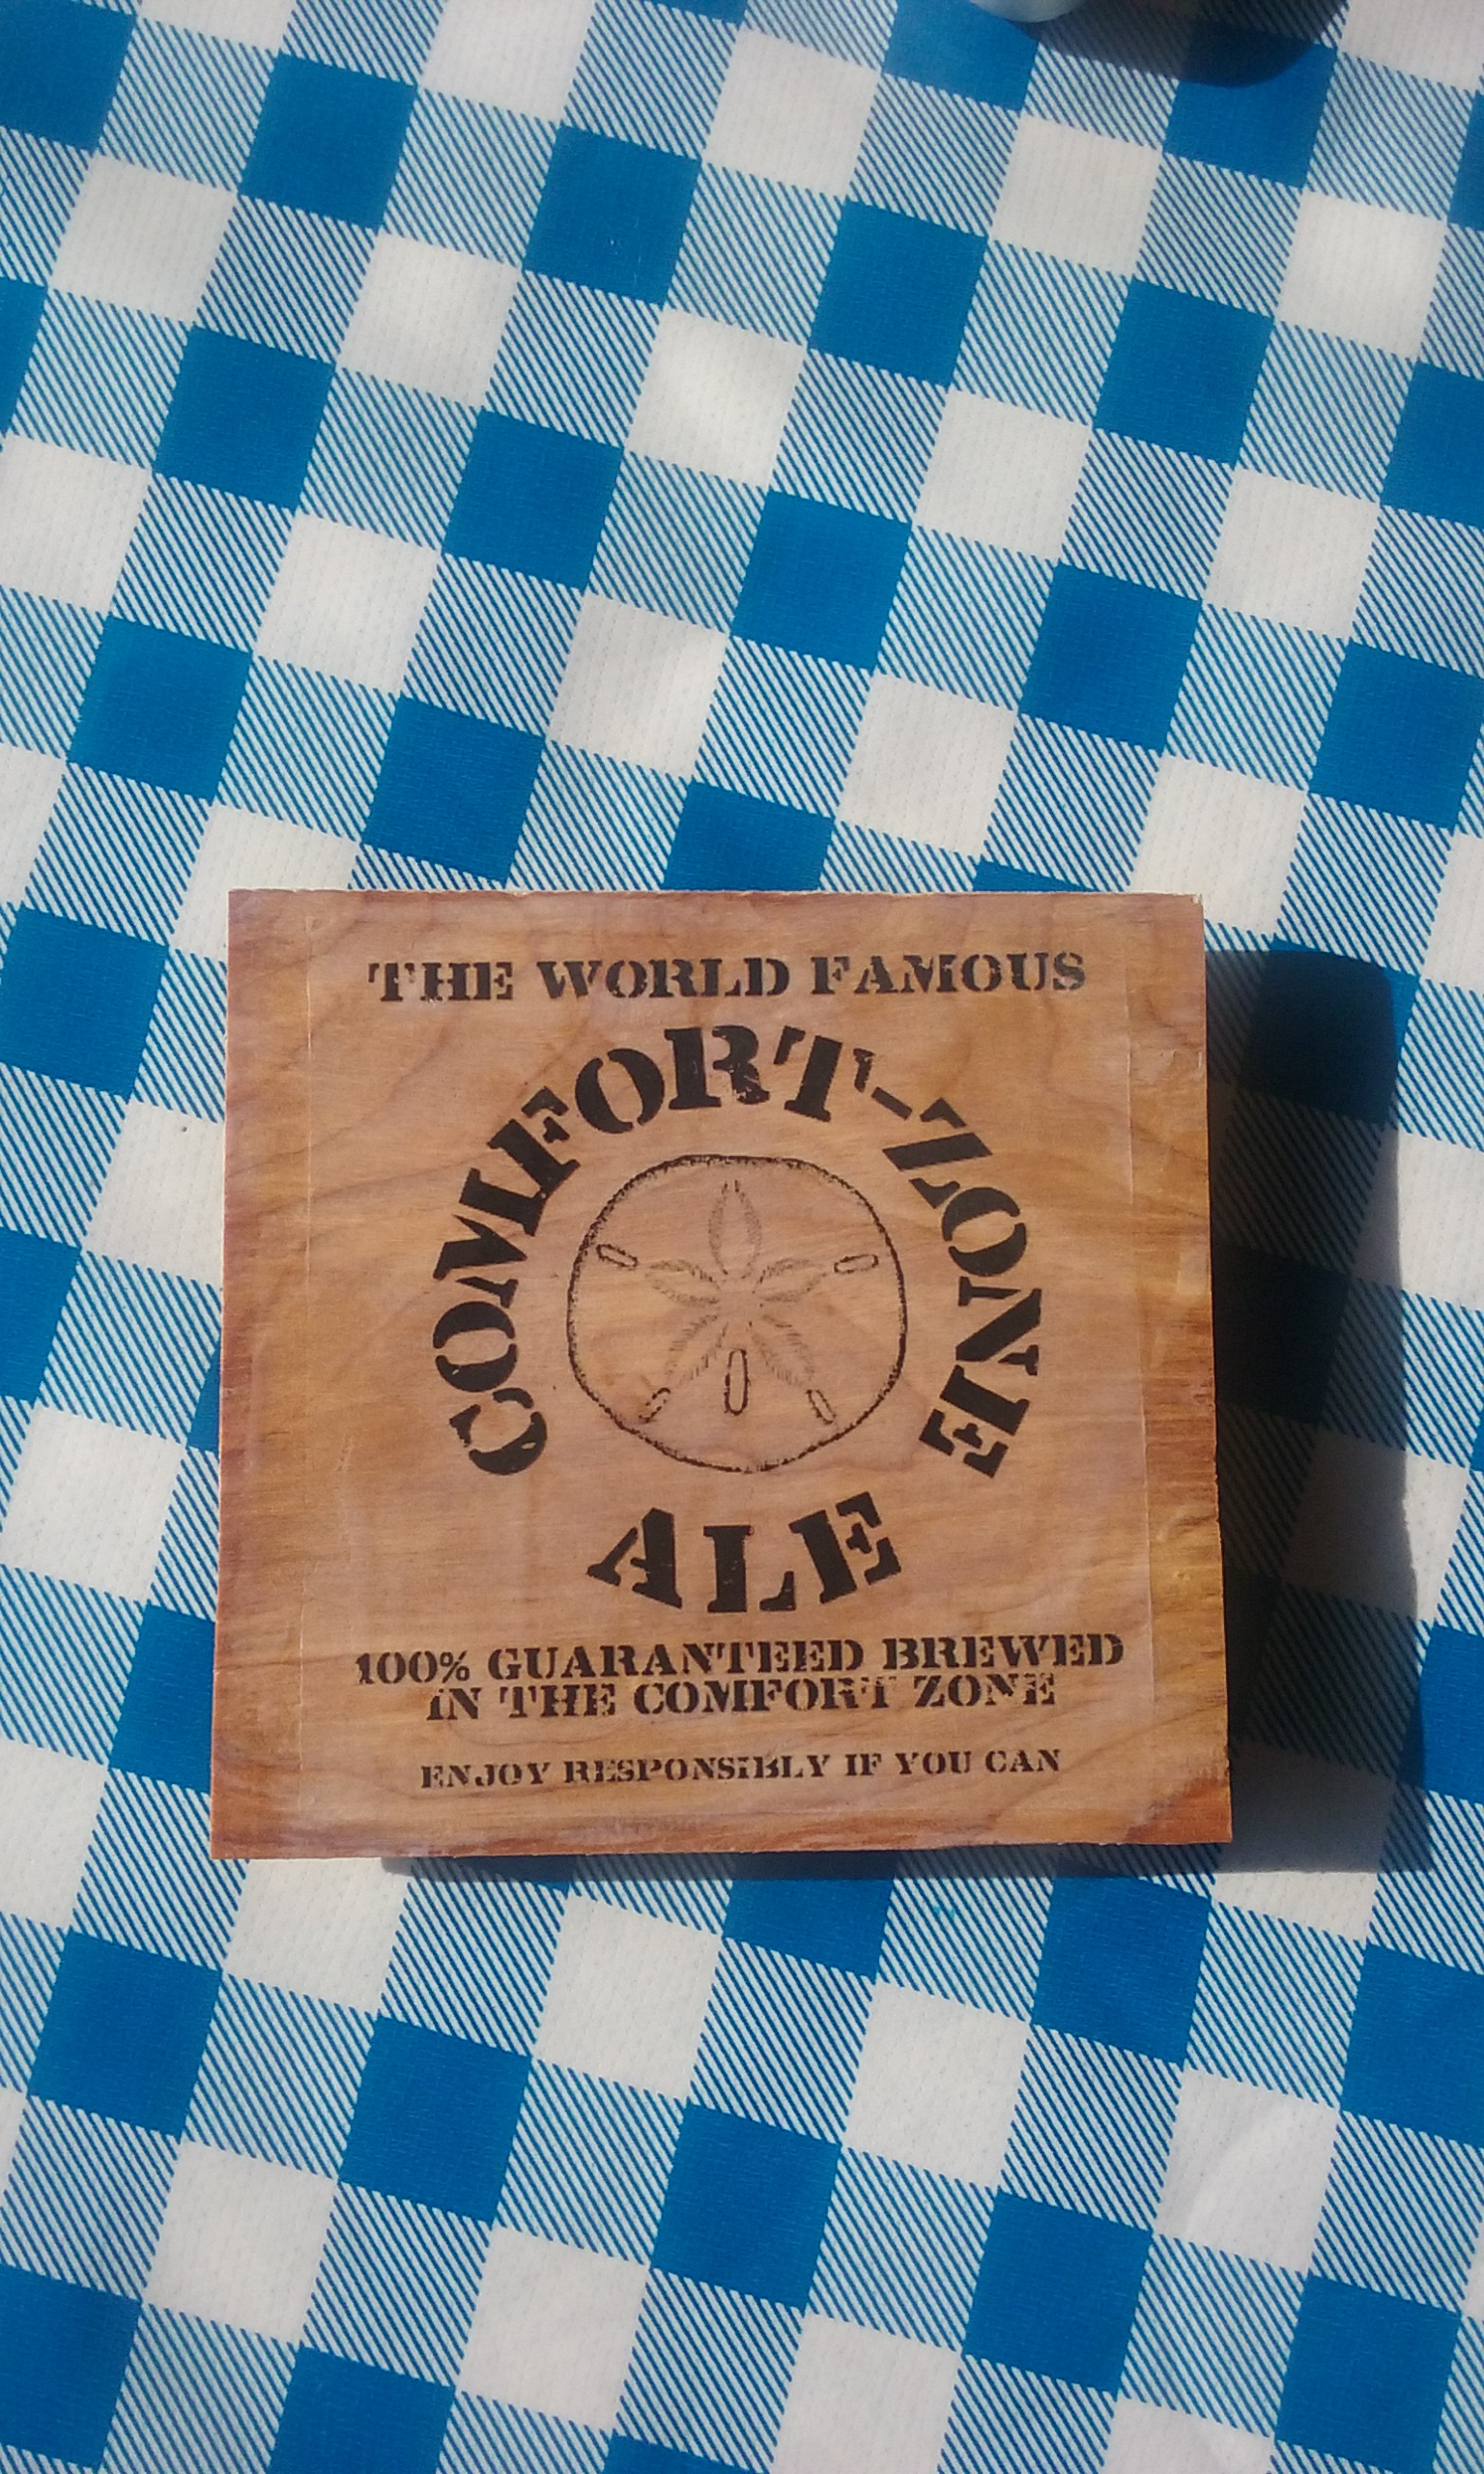 THE WORLD FAMOUS
COMFORT-ZONE
ALE
100% GUARANTEED BREWED
IN THE COMFORT ZONE
ENJOY RESPONSIBLY IF YOU CAN